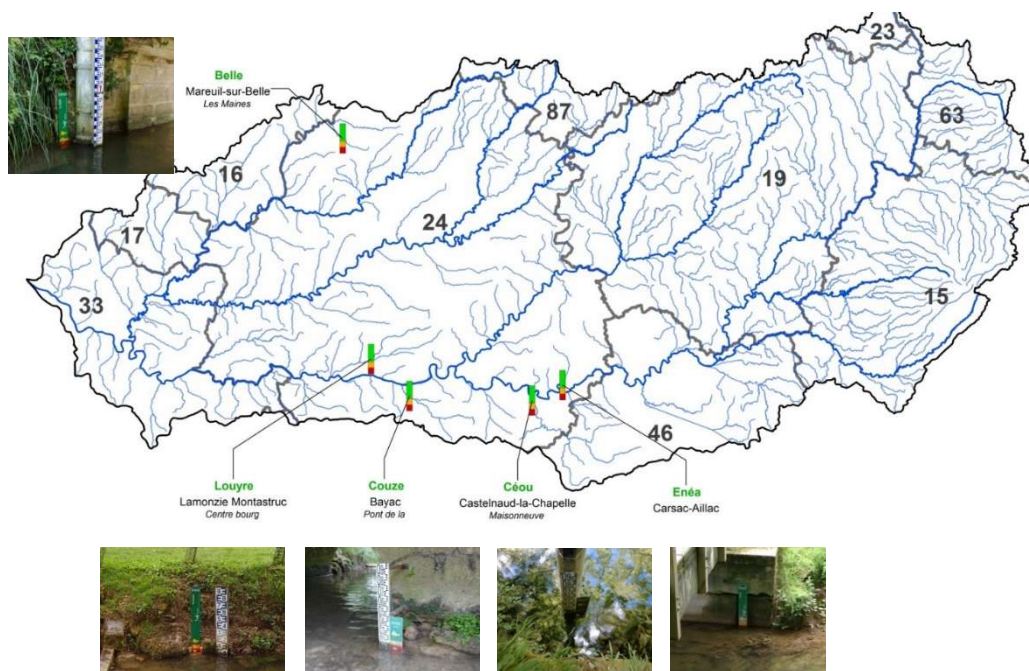 Belle
Mareuil-sur-Belle
Les Maines
23
87
63
16
19
24
17
33
15
46
Louyre
Lamonzie Montastruc
Centre bourg
Couze
Bayac
Pont de la
Céou
Castelnaud-la-Chapelle
Maisonneuve
Enéa
Carsac-Aillac